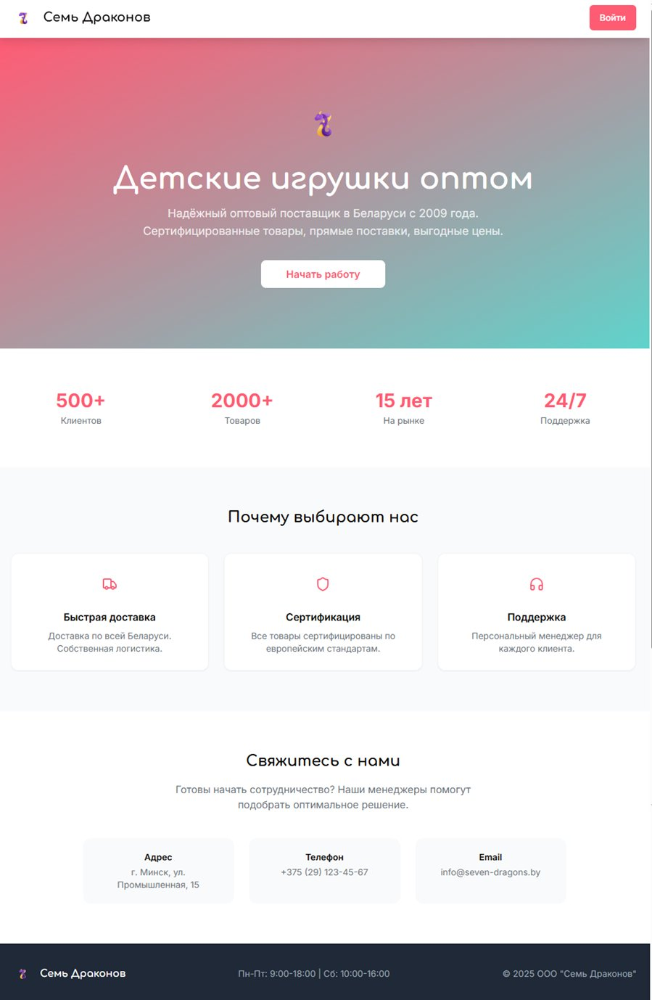 Семь Драконов
Войти
Детские игрушки оптом
Надёжный оптовый поставщик в Беларуси с 2009 года.
Сертифицированные товары, прямые поставки, выгодные цены.
Начать работу
500+
Клиентов
2000+
Товаров
15 лет
На рынке
24/7
Поддержка
Почему выбирают нас
Быстрая доставка
Доставка по всей Беларуси.
Собственная логистика.
Сертификация
Все товары сертифицированы по
европейским стандартам.
Поддержка
Персональный менеджер для
каждого клиента.
Свяжитесь с нами
Готовы начать сотрудничество? Наши менеджеры помогут
подобрать оптимальное решение.
Адрес
г. Минск, ул.
Промышленная, 15
Телефон
+375 (29) 123-45-67
Email
info@seven-dragons.by
Семь Драконов
Пн-Пт: 9:00-18:00 | Сб: 10:00-16:00
© 2025 ООО "Семь Драконов"